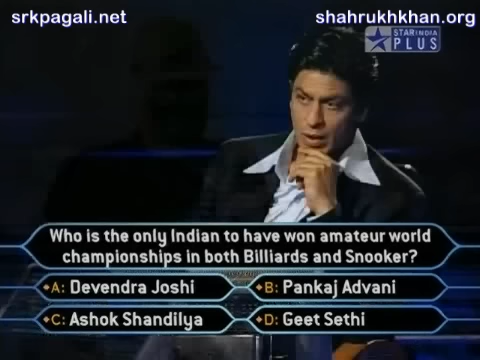 srkpagali.net
shahrukhkhan.org
STAR INDIA
PLUS
Who is the only Indian to have won amateur world
championships in both Billiards and Snooker?
A: Devendra Joshi
B: Pankaj Advani
C: Ashok Shandilya
D: Geet Sethi